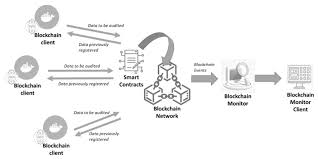 Data to be audited
Data previously
registered
Blockchain
client
Data to be audited
Data previously
registered
Blockchain
client
Smart
Contracts
Blockchain
Network
Blockchain
Events
Blockchain
Monitor
Blockchain
Monitor
Client
Data to be audited
Data previously
registered
Blockchain
client